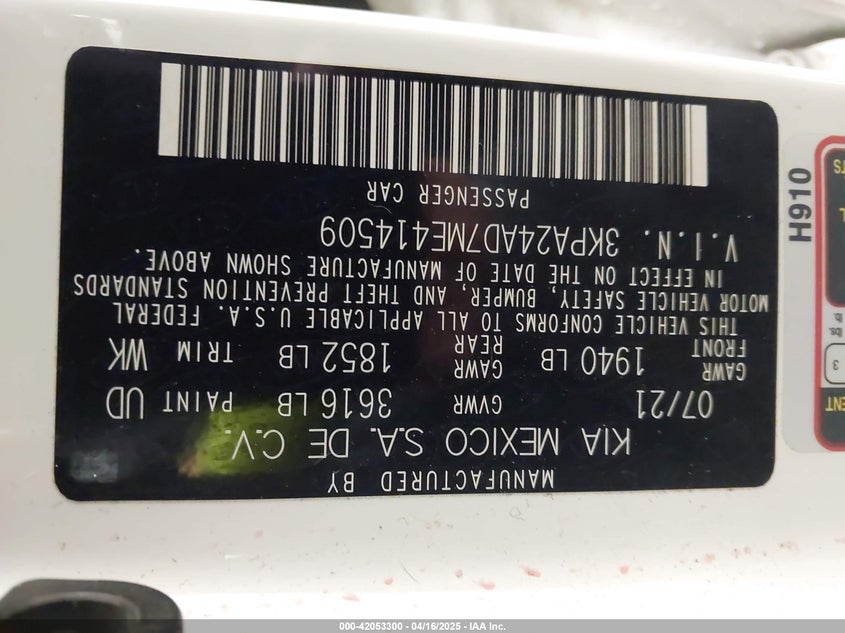 MANUFACTURED BY
KIA MEXICO S.A. DE C.V.
07/21 GVWR 3616 LB PAINT UD
GAWR FRONT 1940 LB GAWR REAR 1852 LB TRIM WK
THIS VEHICLE CONFORMS TO ALL APPLICABLE U.S.A. FEDERAL
MOTOR VEHICLE SAFETY, BUMPER, AND THEFT PREVENTION STANDARDS
IN EFFECT ON THE DATE OF MANUFACTURE SHOWN ABOVE.
V.I.N. 3KPA24AD7ME414509
PASSENGER CAR
H910
000-42053300 - 04/16/2025 - IAA Inc.